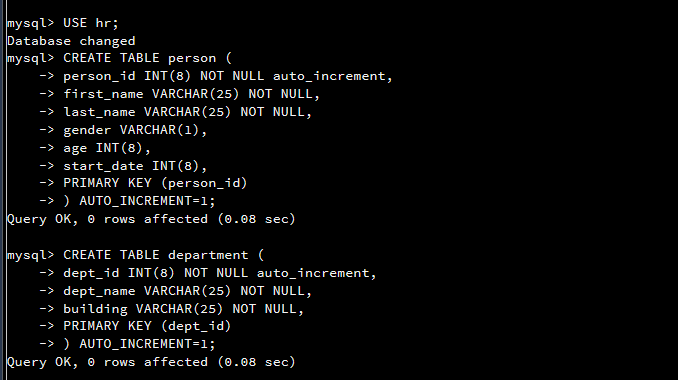 mysql> USE hr;
Database changed
mysql> CREATE TABLE person (
    -> person_id INT(8) NOT NULL auto_increment,
    -> first_name VARCHAR(25) NOT NULL,
    -> last_name VARCHAR(25) NOT NULL,
    -> gender VARCHAR(1),
    -> age INT(8),
    -> start_date INT(8),
    -> PRIMARY KEY (person_id)
    -> ) AUTO_INCREMENT=1;
Query OK, 0 rows affected (0.08 sec)

mysql> CREATE TABLE department (
    -> dept_id INT(8) NOT NULL auto_increment,
    -> dept_name VARCHAR(25) NOT NULL,
    -> building VARCHAR(25) NOT NULL,
    -> PRIMARY KEY (dept_id)
    -> ) AUTO_INCREMENT=1;
Query OK, 0 rows affected (0.08 sec)